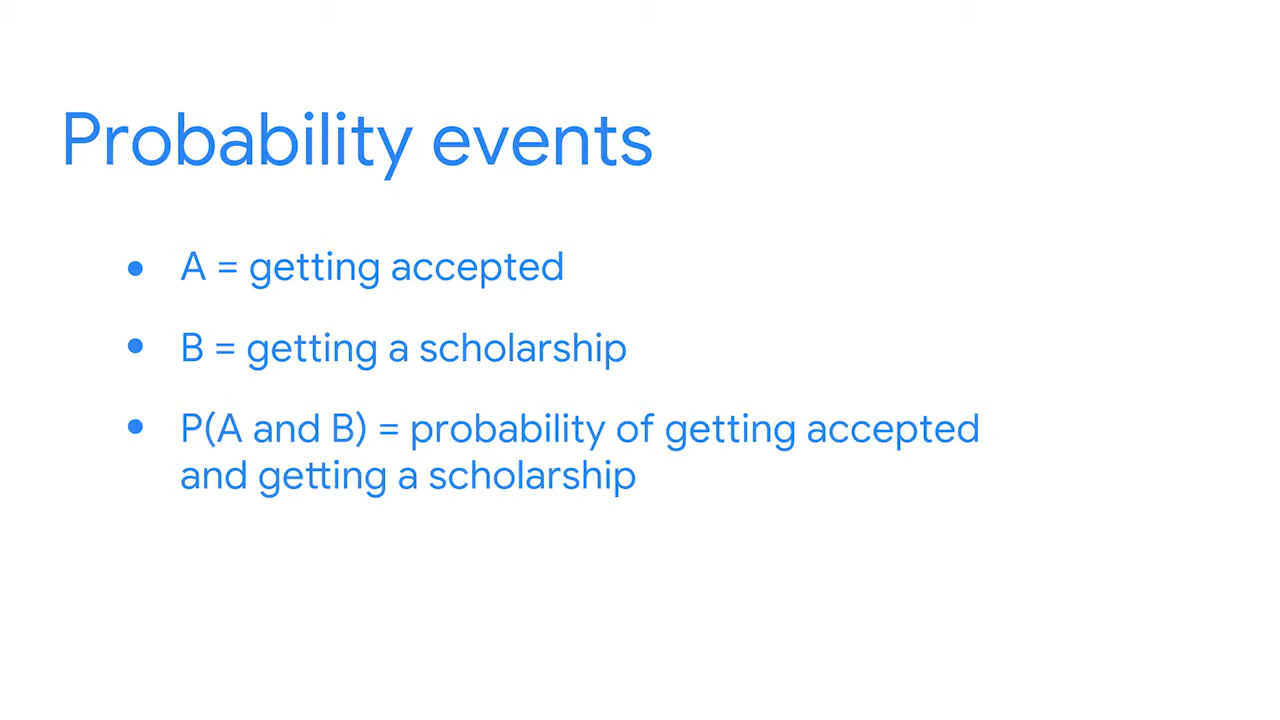 Probability events
• A = getting accepted
• B = getting a scholarship
• P(A and B) = probability of getting accepted
and getting a scholarship